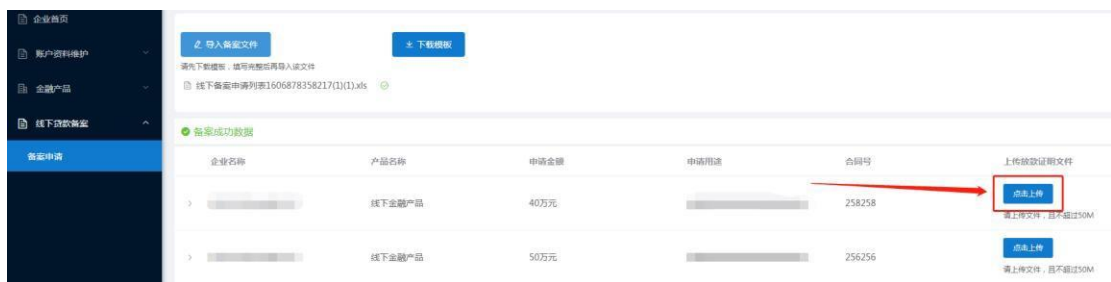 企业首页
账户资料维护
金融产品
线下贷款备案
备案申请
导入备案文件
下载模板
请先下载模板，填写完整后再导入该文件
线下备案申请列表1606878358217(1)(1).xls
备案成功数据
企业名称 产品名称 申请金额 申请用途 合同号 上传放款证明文件
线下金融产品 40万元 258258 点击上传
请上传文件，且不超过50M
线下金融产品 50万元 256256 点击上传
请上传文件，且不超过50M